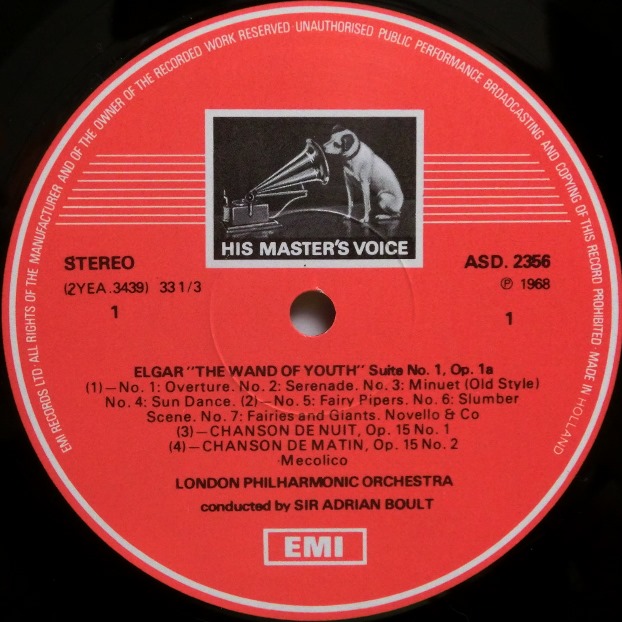 EMI RECORDS LTD ALL RIGHTS OF THE MANUFACTURER AND OF THE OWNER OF THE RECORDED WORK RESERVED · UNAUTHORISED PUBLIC PERFORMANCE BROADCASTING AND COPYING OF THIS RECORD PROHIBITED · MADE IN HOLLAND
HIS MASTER'S VOICE
STEREO
(2YEA.3439) 33 1/3
1
ASD. 2356
℗ 1968
1
ELGAR "THE WAND OF YOUTH" Suite No. 1, Op. 1a
(1)—No. 1: Overture. No. 2: Serenade. No. 3: Minuet (Old Style)
No. 4: Sun Dance. (2)—No. 5: Fairy Pipers. No. 6: Slumber
Scene. No. 7: Fairies and Giants. Novello & Co
(3)—CHANSON DE NUIT, Op. 15 No. 1
(4)—CHANSON DE MATIN, Op. 15 No. 2
Mecolico
LONDON PHILHARMONIC ORCHESTRA
conducted by SIR ADRIAN BOULT
EMI